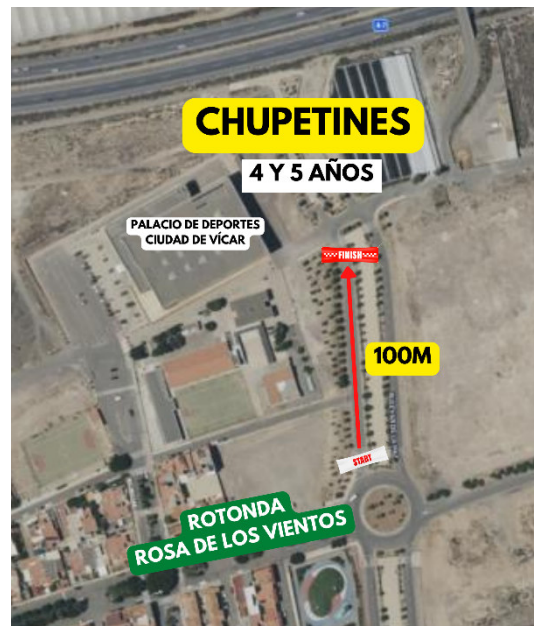 CHUPETINES
4 Y 5 AÑOS
PALACIO DE DEPORTES
CIUDAD DE VÍCAR
FINISH
100M
START
ROTONDA
ROSA DE LOS VIENTOS